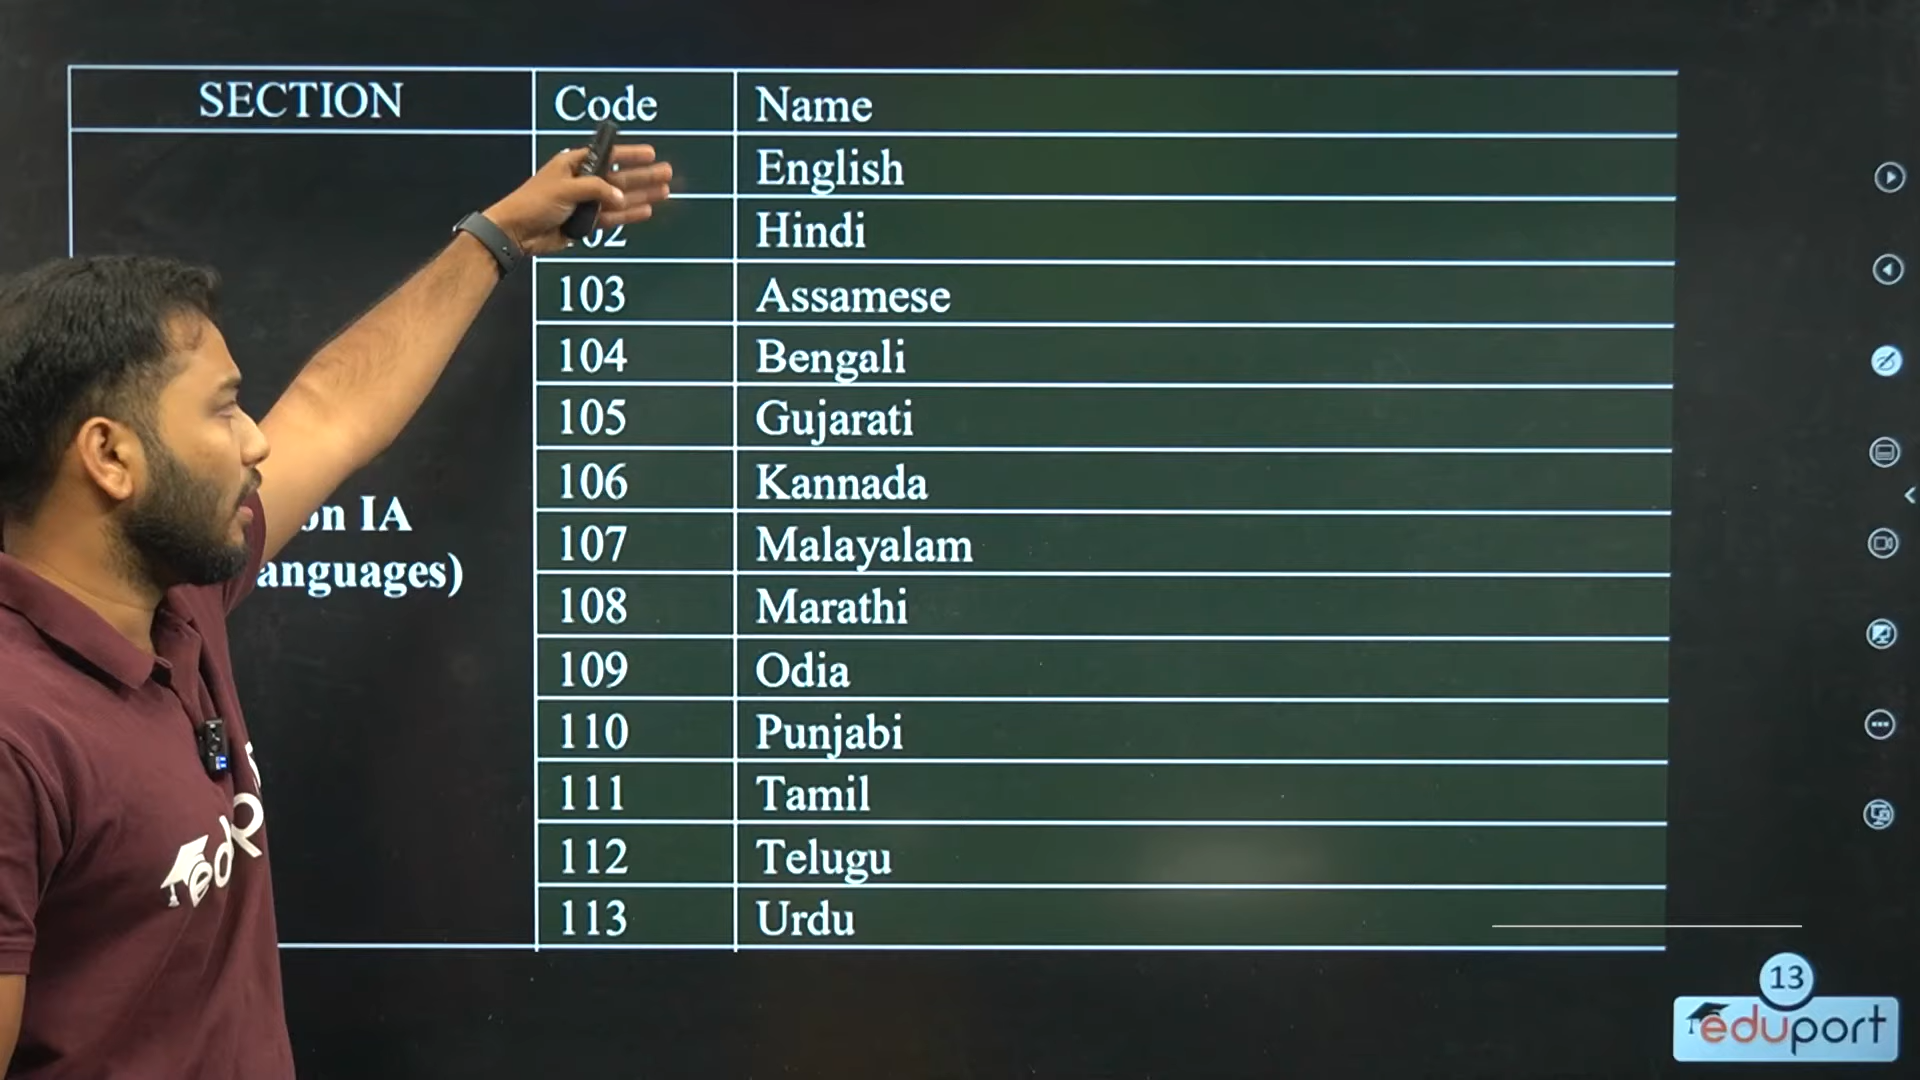 SECTION Code Name
English
Hindi
103 Assamese
104 Bengali
105 Gujarati
106 Kannada
IA
107 Malayalam
108 Marathi
109 Odia
110 Punjabi
111 Tamil
112 Telugu
113 Urdu
13
eduport